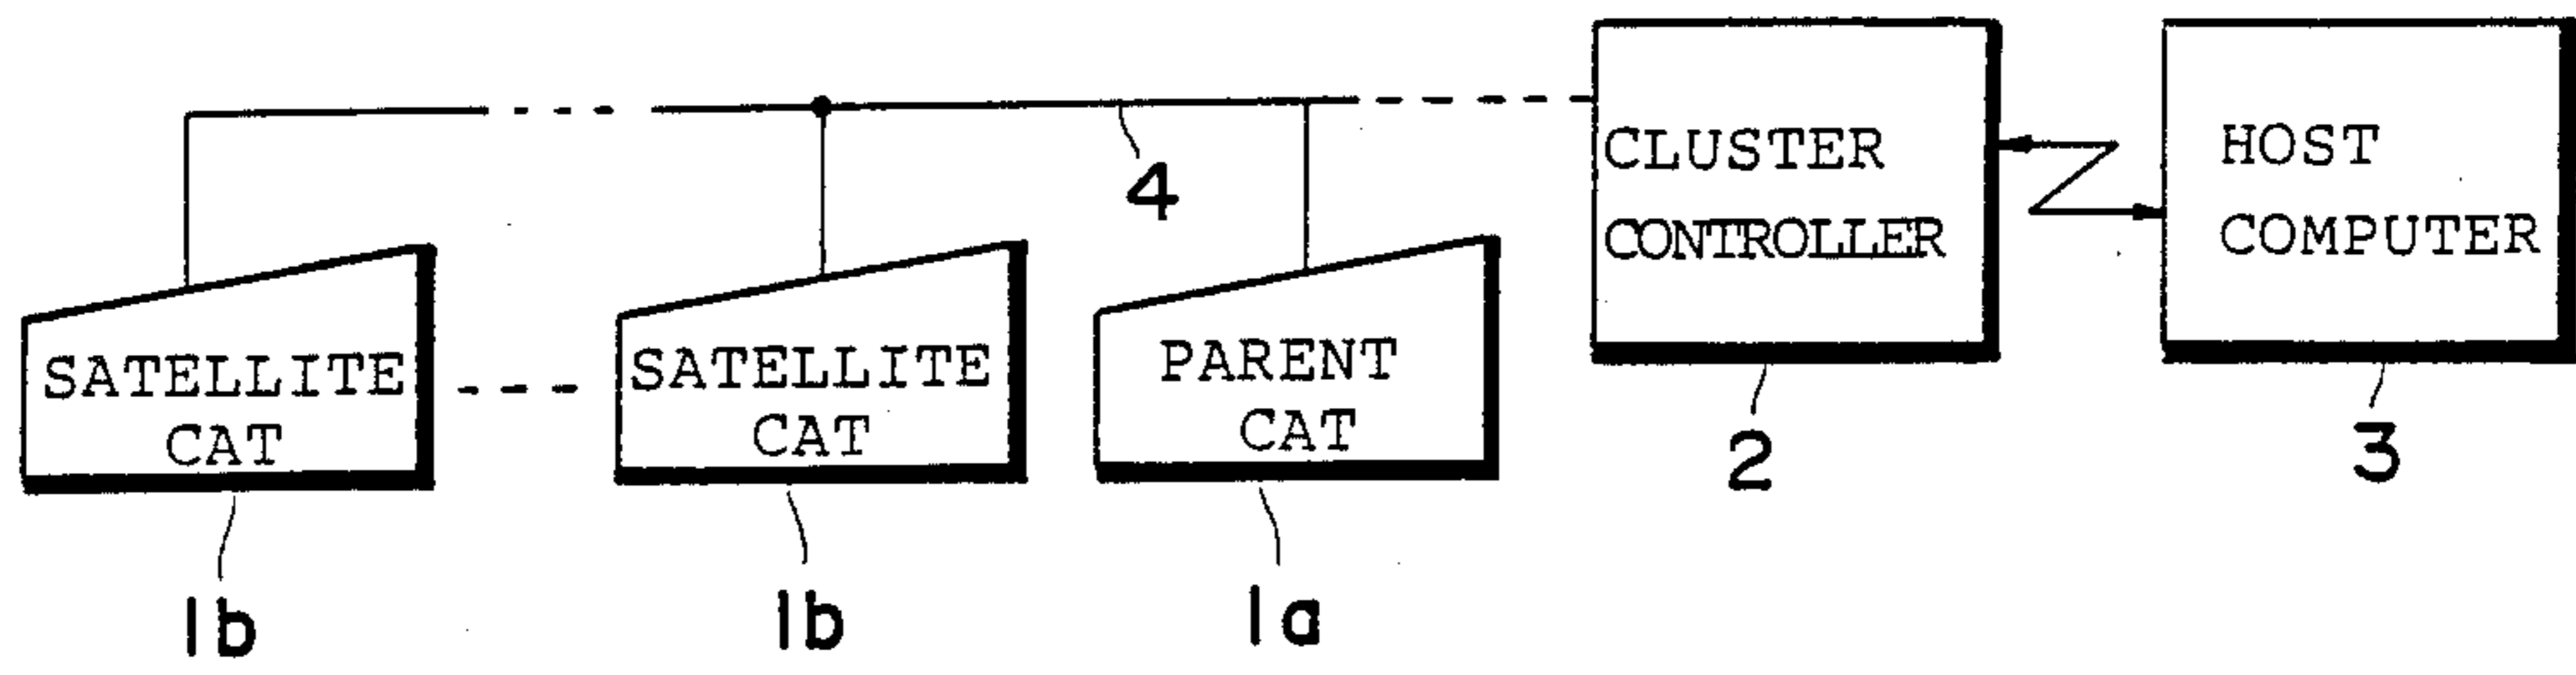 4
CLUSTER
CONTROLLER
HOST
COMPUTER
SATELLITE
CAT
SATELLITE
CAT
PARENT
CAT
2
3
1b
1b
1a